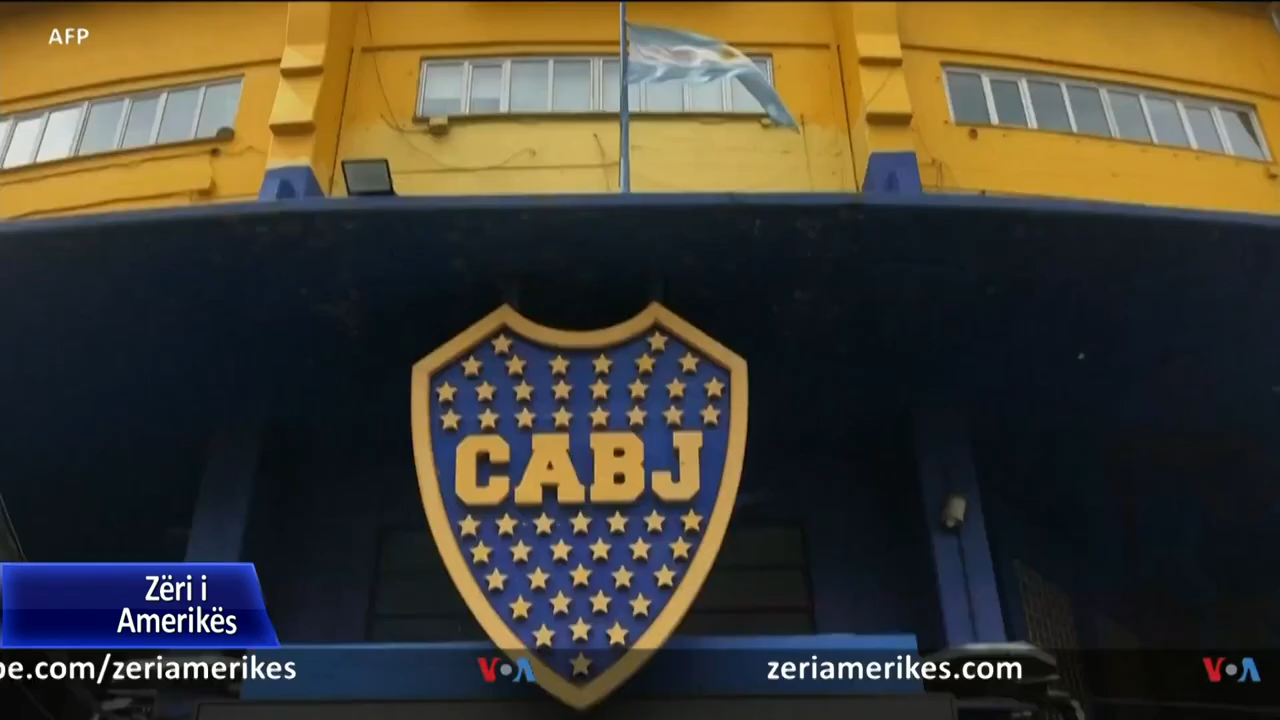 AFP
CABJ
Zëri i
Amerikës
be.com/zeriamerikes
VOA
zeriamerikes.com
VOA